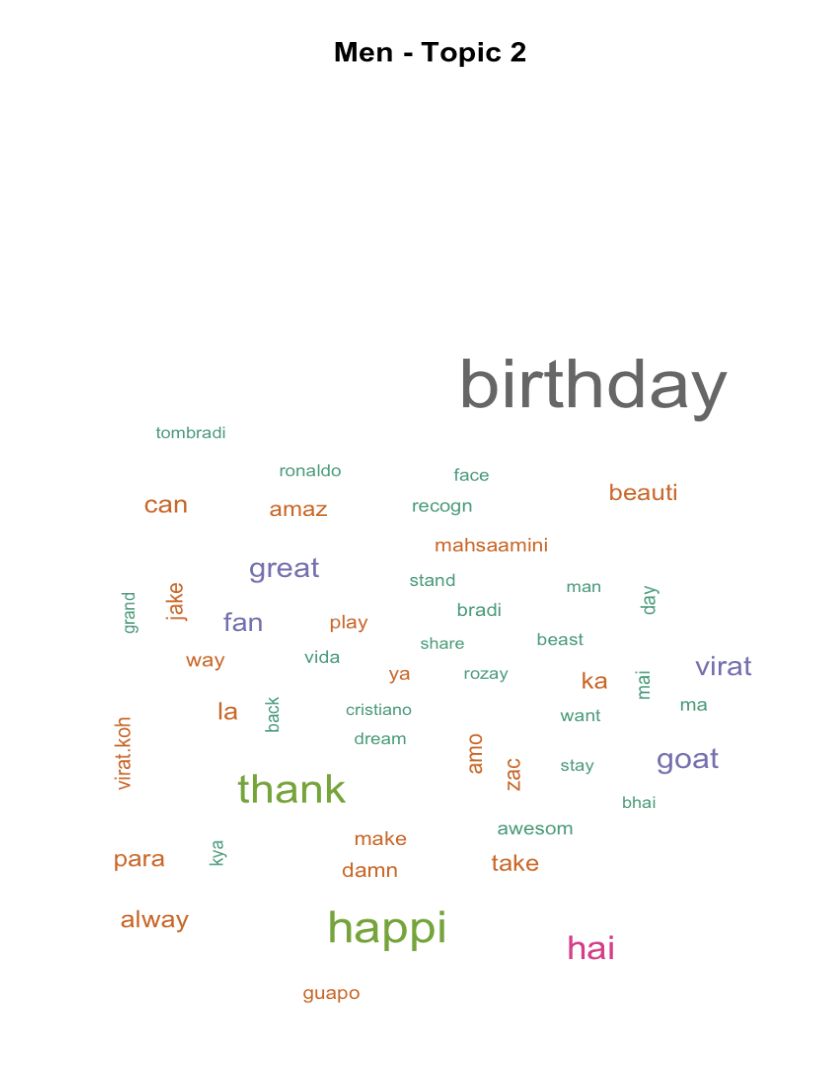 Men - Topic 2
birthday
tombradi
ronaldo
face
beauti
can
amaz
recogn
mahsaamini
great
stand
man
day
grand
jake
bradi
fan
play
share
beast
way
vida
ya
rozay
ka
mai
virat
la
back
cristiano
want
ma
dream
virat.koh
amo
zac
stay
goat
thank
bhai
awesom
make
para
kya
damn
take
alway
happi
hai
guapo